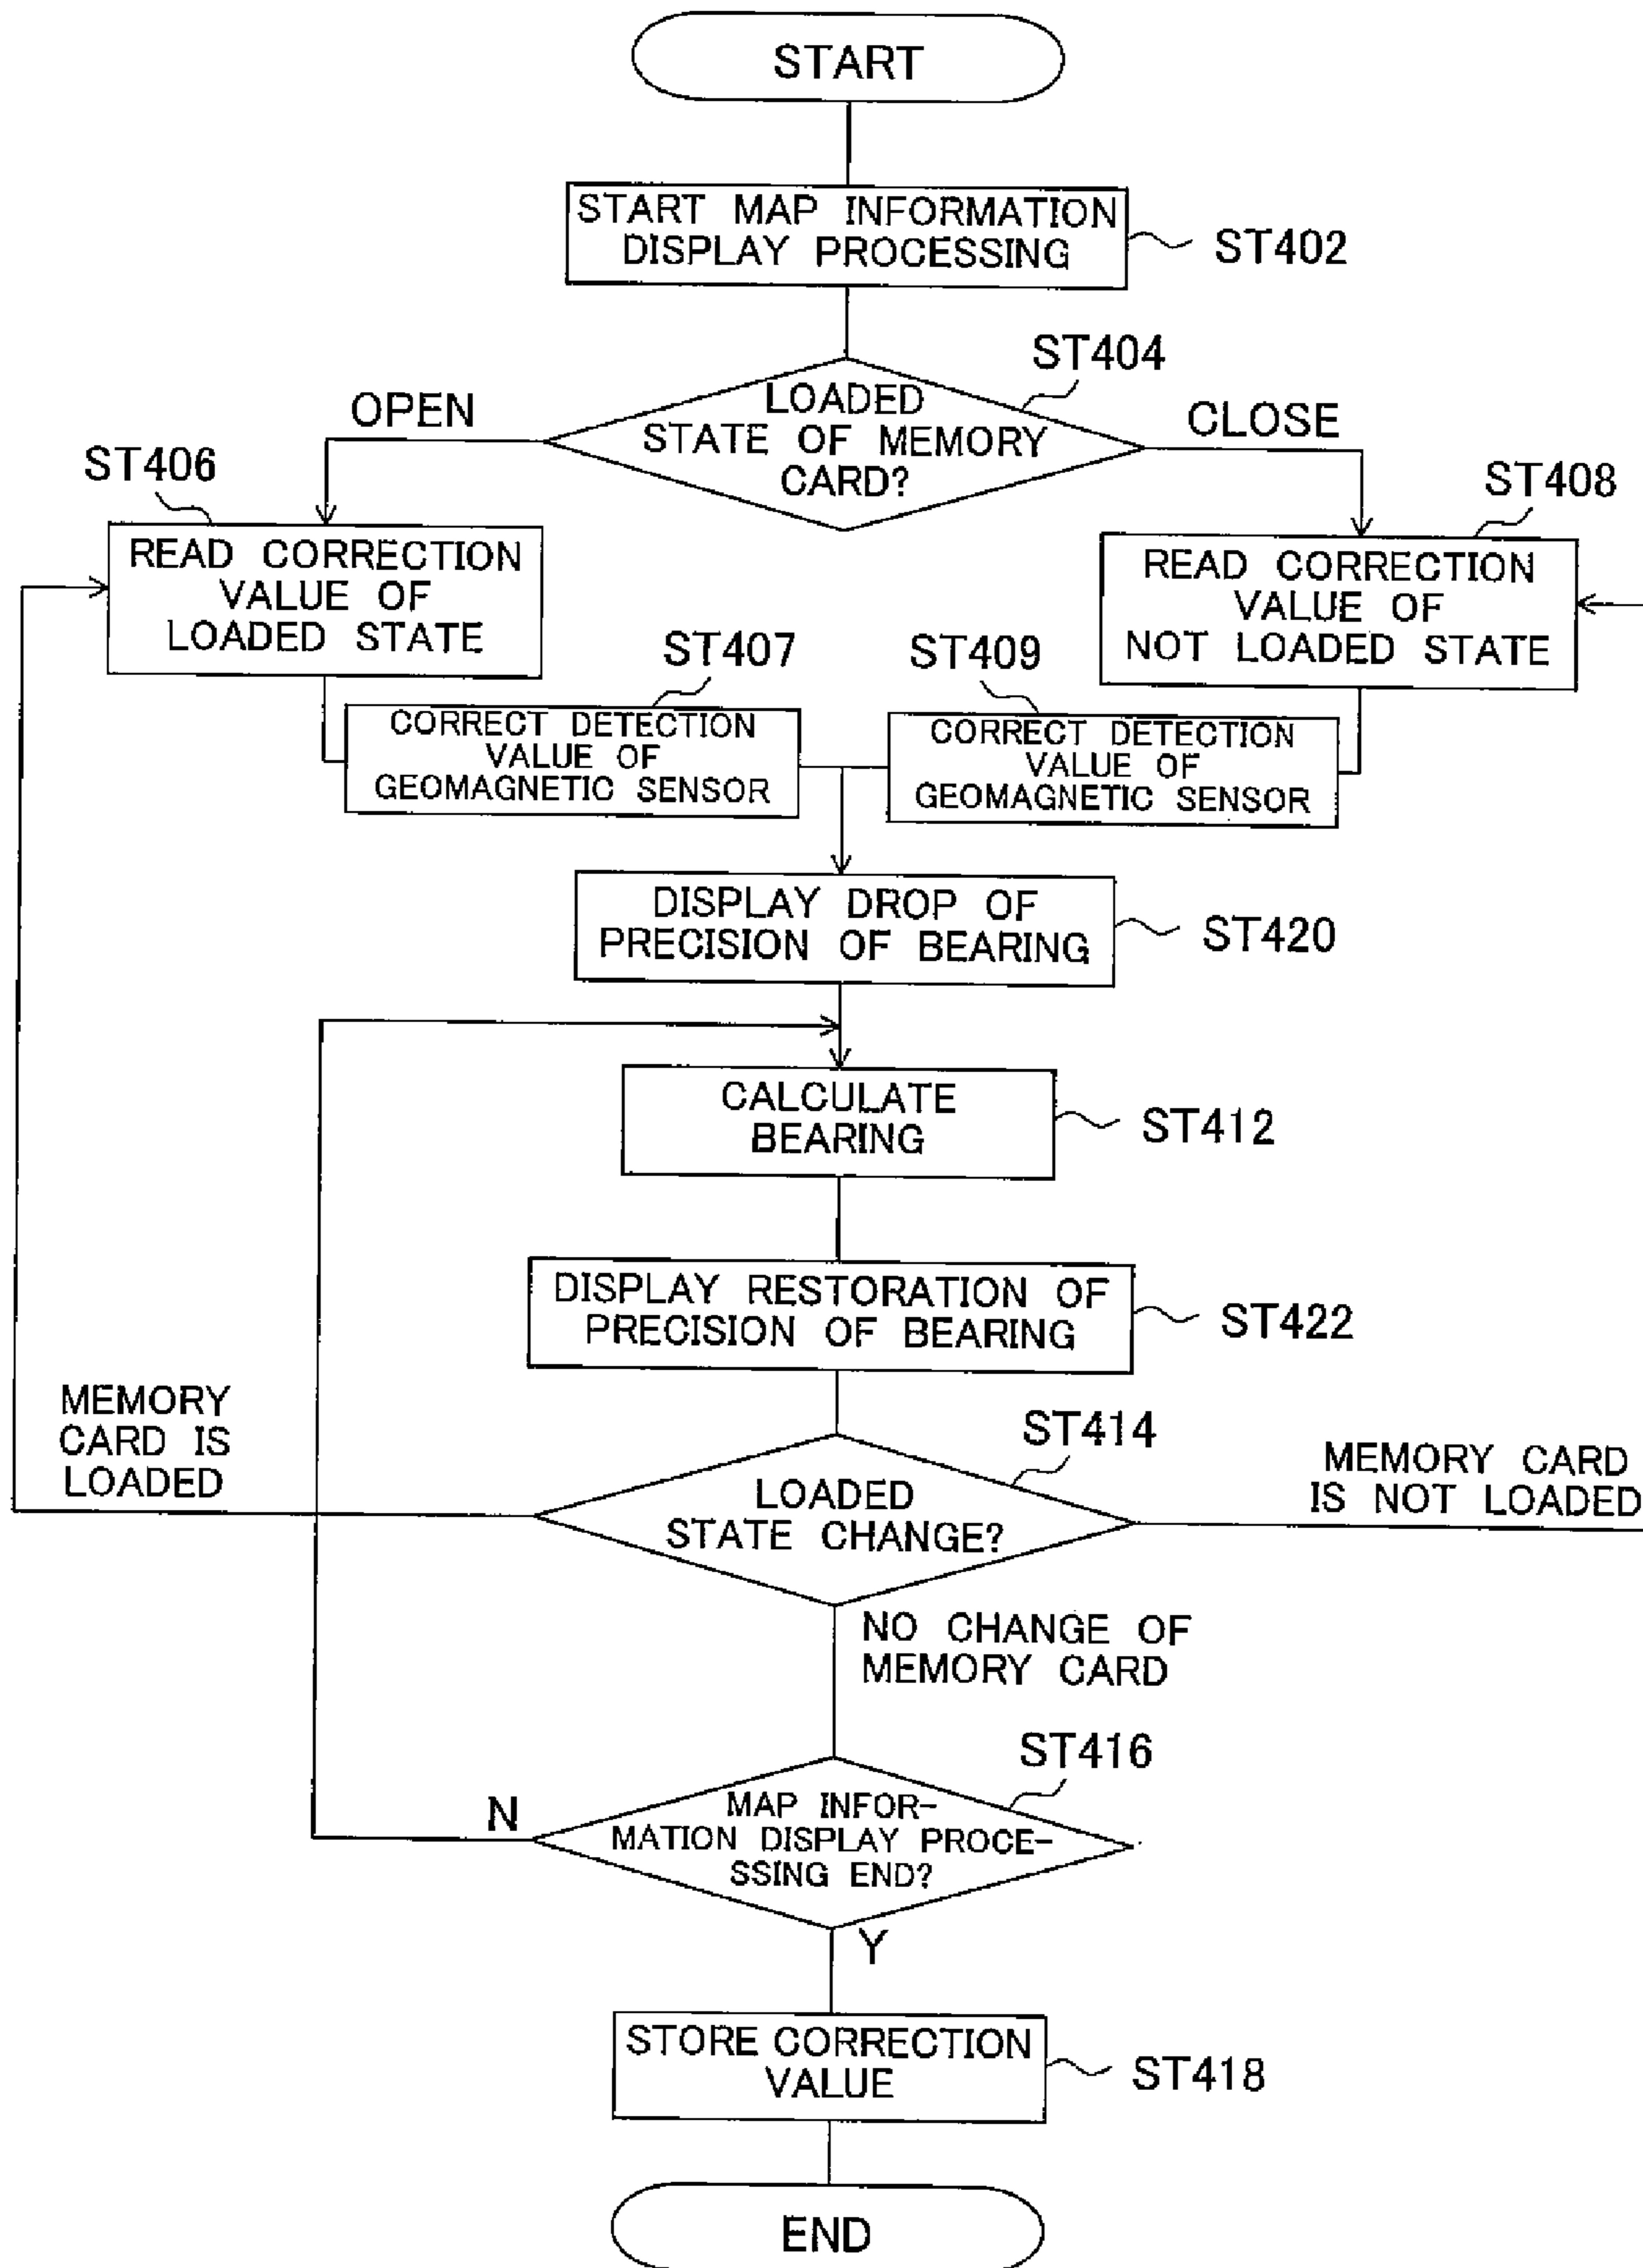 START
START MAP INFORMATION
DISPLAY PROCESSING
ST402
ST404
LOADED
STATE OF MEMORY
CARD?
OPEN
CLOSE
ST406
READ CORRECTION
VALUE OF
LOADED STATE
ST408
READ CORRECTION
VALUE OF
NOT LOADED STATE
ST407
CORRECT DETECTION
VALUE OF
GEOMAGNETIC SENSOR
ST409
CORRECT DETECTION
VALUE OF
GEOMAGNETIC SENSOR
DISPLAY DROP OF
PRECISION OF BEARING
ST420
CALCULATE
BEARING
ST412
DISPLAY RESTORATION OF
PRECISION OF BEARING
ST422
MEMORY
CARD IS
LOADED
ST414
LOADED
STATE CHANGE?
MEMORY CARD
IS NOT LOADED
NO CHANGE OF
MEMORY CARD
ST416
N
MAP INFOR-
MATION DISPLAY PROCE-
SSING END?
Y
STORE CORRECTION
VALUE
ST418
END